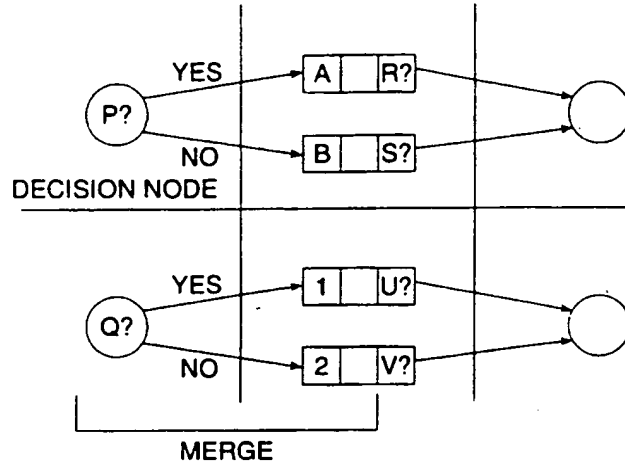 YES
A R?
P?
B S?
NO
DECISION NODE
YES
1 U?
Q?
2 V?
NO
MERGE